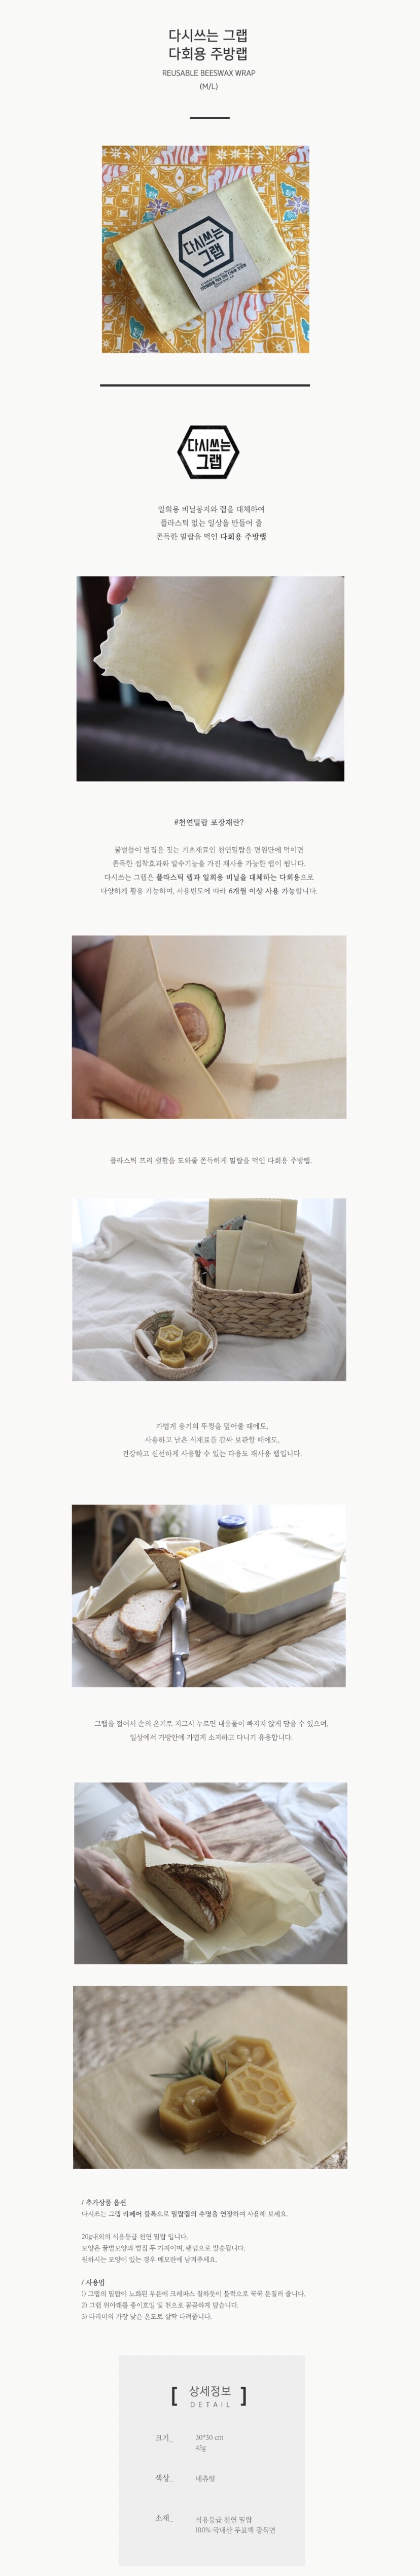 다시쓰는 그랩
다회용 주방랩
REUSABLE BEESWAX WRAP
(M/L)
다시쓰는
그랩
다시쓰는
그랩
일회용 비닐봉지와 랩을 대체하여
플라스틱 없는 일상을 만들어 줄
쫀득한 밀랍을 먹인 다회용 주방랩
#천연밀랍 포장재란?
꿀벌들이 벌집을 짓는 기초재료인 천연밀랍을 면원단에 먹이면
쫀득한 접착효과와 발수기능을 가진 재사용 가능한 랩이 됩니다.
다시쓰는 그랩은 플라스틱 랩과 일회용 비닐을 대체하는 다회용으로
다양하게 활용 가능하며, 사용빈도에 따라 6개월 이상 사용 가능합니다.
플라스틱 프리 생활을 도와줄 쫀득하게 밀랍을 먹인 다회용 주방랩.
가볍게 용기의 뚜껑을 덮어줄 때에도,
사용하고 남은 식재료를 감싸 보관할 때에도,
건강하고 신선하게 사용할 수 있는 다용도 재사용 랩입니다.
그랩을 접어서 손의 온기로 지그시 누르면 내용물이 빠지지 않게 담을 수 있으며,
일상에서 가방안에 가볍게 소지하고 다니기 유용합니다.
/ 추가상품 옵션
다시쓰는 그랩 리페어 블록으로 밀랍랩의 수명을 연장하여 사용해 보세요.
20g내외의 식용등급 천연 밀랍 입니다.
모양은 꿀벌모양과 벌집 두 가지이며, 랜덤으로 발송됩니다.
원하시는 모양이 있는 경우 메모란에 남겨주세요.
/ 사용법
1) 그랩의 밀랍이 노화된 부분에 크레파스 칠하듯이 블럭으로 꾹꾹 문질러 줍니다.
2) 그랩 위아래를 종이호일 및 천으로 꼼꼼하게 덮습니다.
3) 다리미의 가장 낮은 온도로 살짝 다려줍니다.
[ 상세정보 ]
DETAIL
크기_ 30*30 cm
45g
색상_ 네츄럴
소재_ 식용등급 천연 밀랍
100% 국내산 무표백 광목면